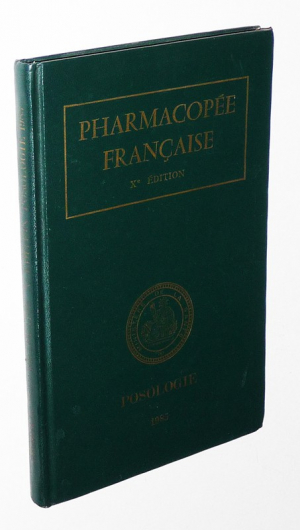 PHARMACOPÉE
FRANÇAISE
Xᵉ ÉDITION
POSOLOGIE